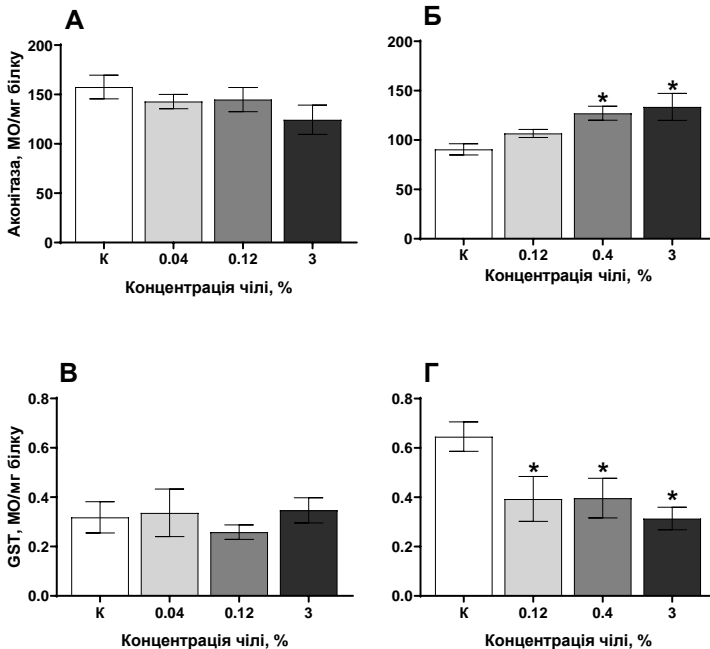 А
Аконітаза, МО/мг білку
200
150
100
50
0
К 0.04 0.12 3
Концентрація чілі, %
Б
200
150
100
50
0
* *
К 0.12 0.4 3
Концентрація чілі, %
В
GST, МО/мг білку
0.8
0.6
0.4
0.2
0.0
К 0.04 0.12 3
Концентрація чілі, %
Г
0.8
0.6
0.4
0.2
0.0
* * *
К 0.12 0.4 3
Концентрація чілі, %